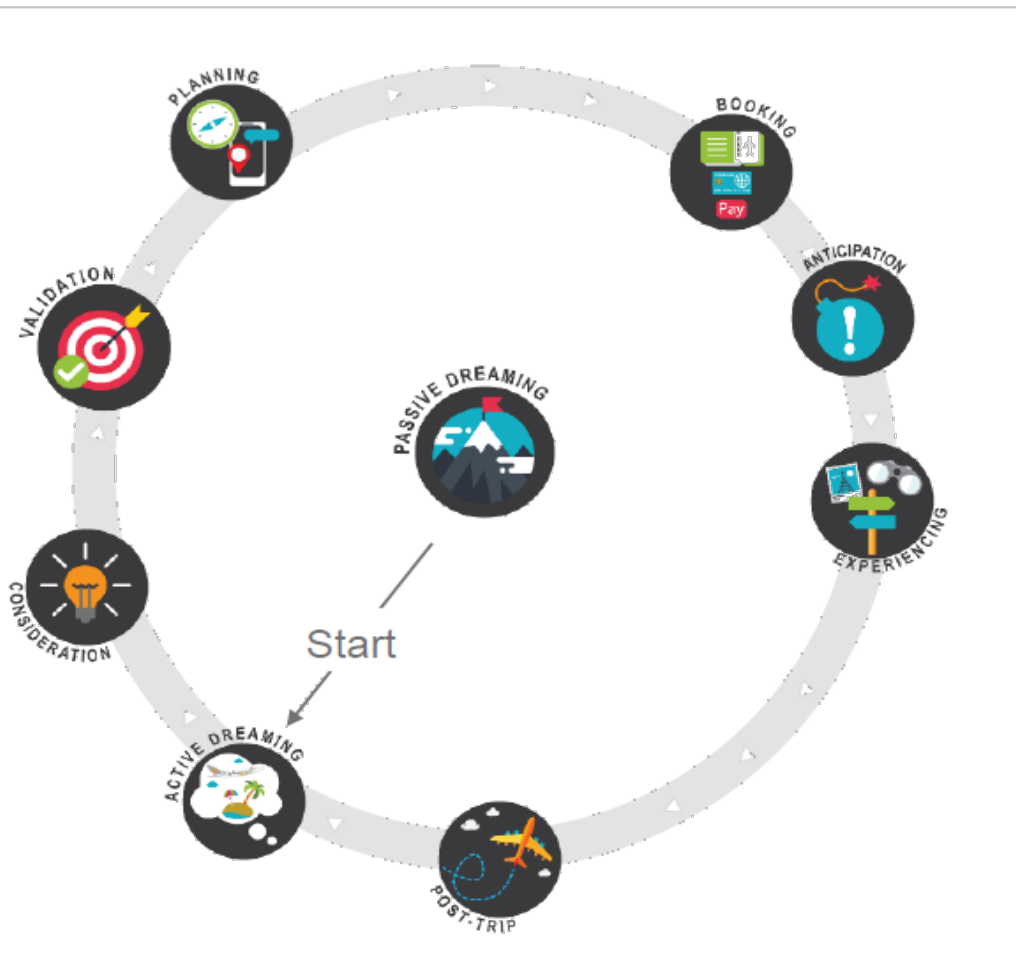 PLANNING
BOOKING
Pay
ANTICIPATION
VALIDATION
PASSIVE DREAMING
EXPERIENCING
CONSIDERATION
Start
ACTIVE DREAMING
POST-TRIP